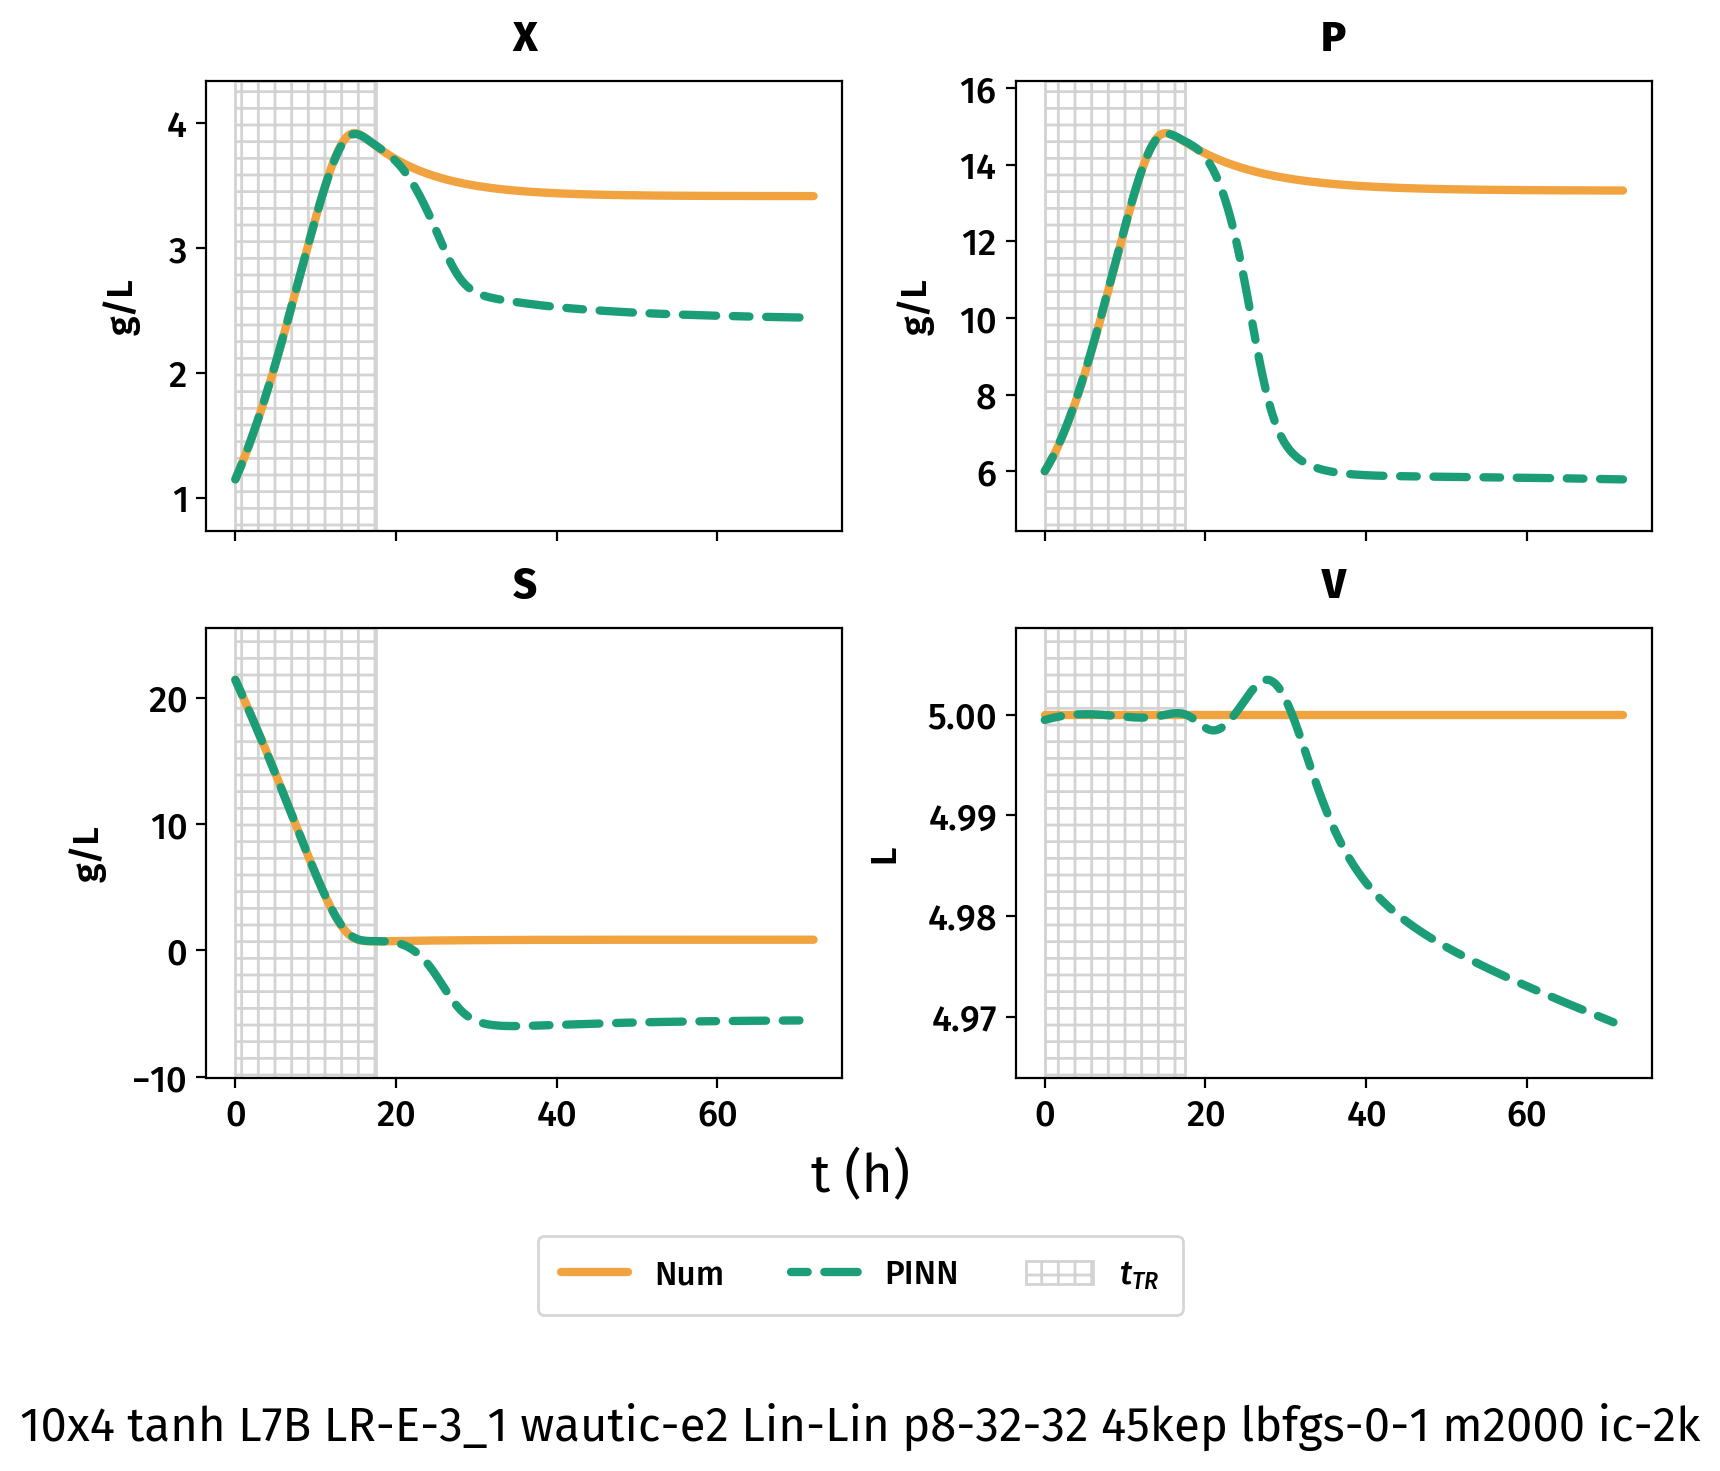 X
P
4
3
2
1
g/L
16
14
12
10
8
6
g/L
S
V
20
10
0
−10
g/L
0 20 40 60
5.00
4.99
4.98
4.97
L
0 20 40 60
t (h)
Num PINN tTR
10x4 tanh L7B LR-E-3_1 wautic-e2 Lin-Lin p8-32-32 45kep lbfgs-0-1 m2000 ic-2k